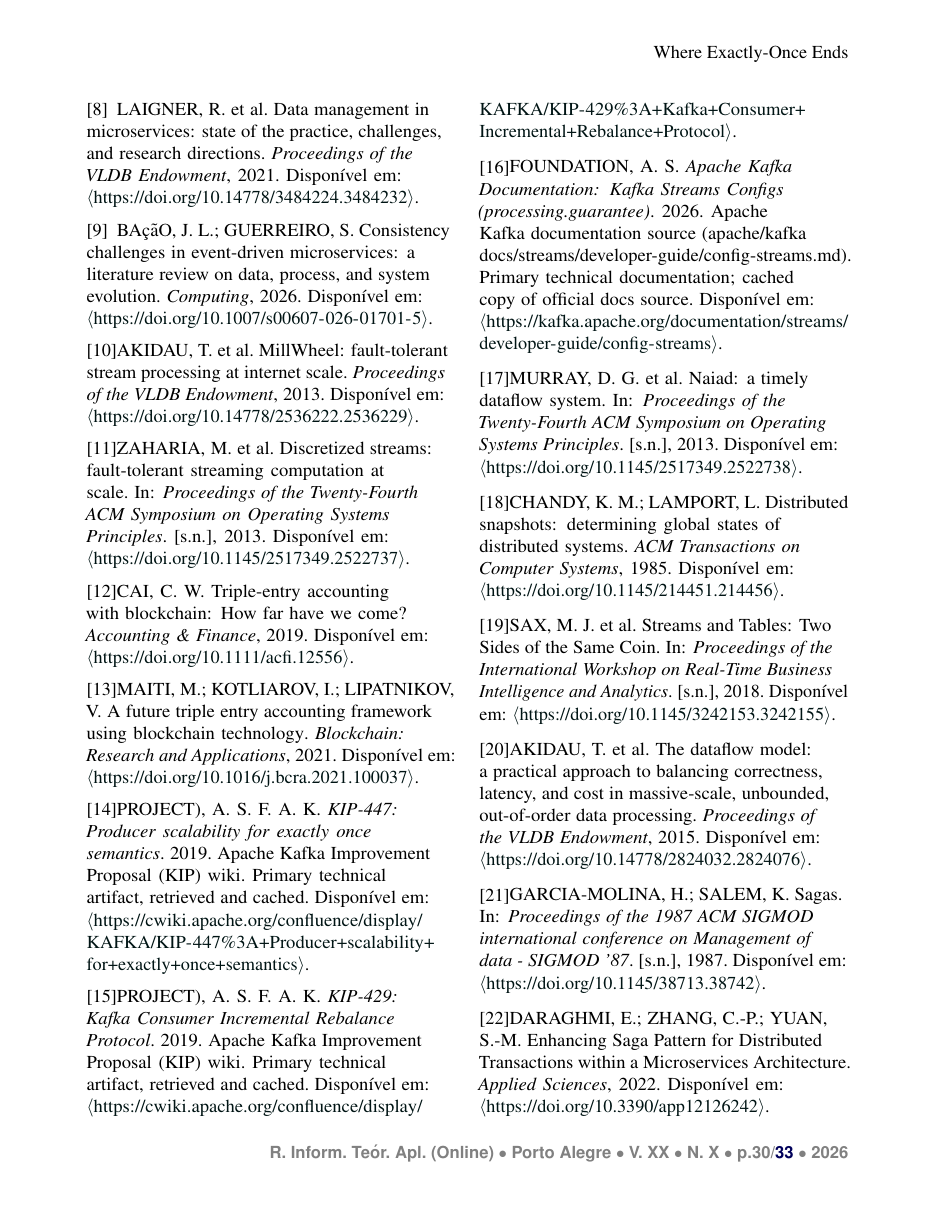 Where Exactly-Once Ends
[8] LAIGNER, R. et al. Data management in
microservices: state of the practice, challenges,
and research directions. Proceedings of the
VLDB Endowment, 2021. Disponível em:
⟨https://doi.org/10.14778/3484224.3484232⟩.
[9] BAçãO, J. L.; GUERREIRO, S. Consistency
challenges in event-driven microservices: a
literature review on data, process, and system
evolution. Computing, 2026. Disponível em:
⟨https://doi.org/10.1007/s00607-026-01701-5⟩.
[10]AKIDAU, T. et al. MillWheel: fault-tolerant
stream processing at internet scale. Proceedings
of the VLDB Endowment, 2013. Disponível em:
⟨https://doi.org/10.14778/2536222.2536229⟩.
[11]ZAHARIA, M. et al. Discretized streams:
fault-tolerant streaming computation at
scale. In: Proceedings of the Twenty-Fourth
ACM Symposium on Operating Systems
Principles. [s.n.], 2013. Disponível em:
⟨https://doi.org/10.1145/2517349.2522737⟩.
[12]CAI, C. W. Triple-entry accounting
with blockchain: How far have we come?
Accounting & Finance, 2019. Disponível em:
⟨https://doi.org/10.1111/acfi.12556⟩.
[13]MAITI, M.; KOTLIAROV, I.; LIPATNIKOV,
V. A future triple entry accounting framework
using blockchain technology. Blockchain:
Research and Applications, 2021. Disponível em:
⟨https://doi.org/10.1016/j.bcra.2021.100037⟩.
[14]PROJECT), A. S. F. A. K. KIP-447:
Producer scalability for exactly once
semantics. 2019. Apache Kafka Improvement
Proposal (KIP) wiki. Primary technical
artifact, retrieved and cached. Disponível em:
⟨https://cwiki.apache.org/confluence/display/
KAFKA/KIP-447%3A+Producer+scalability+
for+exactly+once+semantics⟩.
[15]PROJECT), A. S. F. A. K. KIP-429:
Kafka Consumer Incremental Rebalance
Protocol. 2019. Apache Kafka Improvement
Proposal (KIP) wiki. Primary technical
artifact, retrieved and cached. Disponível em:
⟨https://cwiki.apache.org/confluence/display/
KAFKA/KIP-429%3A+Kafka+Consumer+
Incremental+Rebalance+Protocol⟩.
[16]FOUNDATION, A. S. Apache Kafka
Documentation: Kafka Streams Configs
(processing.guarantee). 2026. Apache
Kafka documentation source (apache/kafka
docs/streams/developer-guide/config-streams.md).
Primary technical documentation; cached
copy of official docs source. Disponível em:
⟨https://kafka.apache.org/documentation/streams/
developer-guide/config-streams⟩.
[17]MURRAY, D. G. et al. Naiad: a timely
dataflow system. In: Proceedings of the
Twenty-Fourth ACM Symposium on Operating
Systems Principles. [s.n.], 2013. Disponível em:
⟨https://doi.org/10.1145/2517349.2522738⟩.
[18]CHANDY, K. M.; LAMPORT, L. Distributed
snapshots: determining global states of
distributed systems. ACM Transactions on
Computer Systems, 1985. Disponível em:
⟨https://doi.org/10.1145/214451.214456⟩.
[19]SAX, M. J. et al. Streams and Tables: Two
Sides of the Same Coin. In: Proceedings of the
International Workshop on Real-Time Business
Intelligence and Analytics. [s.n.], 2018. Disponível
em: ⟨https://doi.org/10.1145/3242153.3242155⟩.
[20]AKIDAU, T. et al. The dataflow model:
a practical approach to balancing correctness,
latency, and cost in massive-scale, unbounded,
out-of-order data processing. Proceedings of
the VLDB Endowment, 2015. Disponível em:
⟨https://doi.org/10.14778/2824032.2824076⟩.
[21]GARCIA-MOLINA, H.; SALEM, K. Sagas.
In: Proceedings of the 1987 ACM SIGMOD
international conference on Management of
data - SIGMOD ’87. [s.n.], 1987. Disponível em:
⟨https://doi.org/10.1145/38713.38742⟩.
[22]DARAGHMI, E.; ZHANG, C.-P.; YUAN,
S.-M. Enhancing Saga Pattern for Distributed
Transactions within a Microservices Architecture.
Applied Sciences, 2022. Disponível em:
⟨https://doi.org/10.3390/app12126242⟩.
R. Inform. Teór. Apl. (Online) • Porto Alegre • V. XX • N. X • p.30/33 • 2026